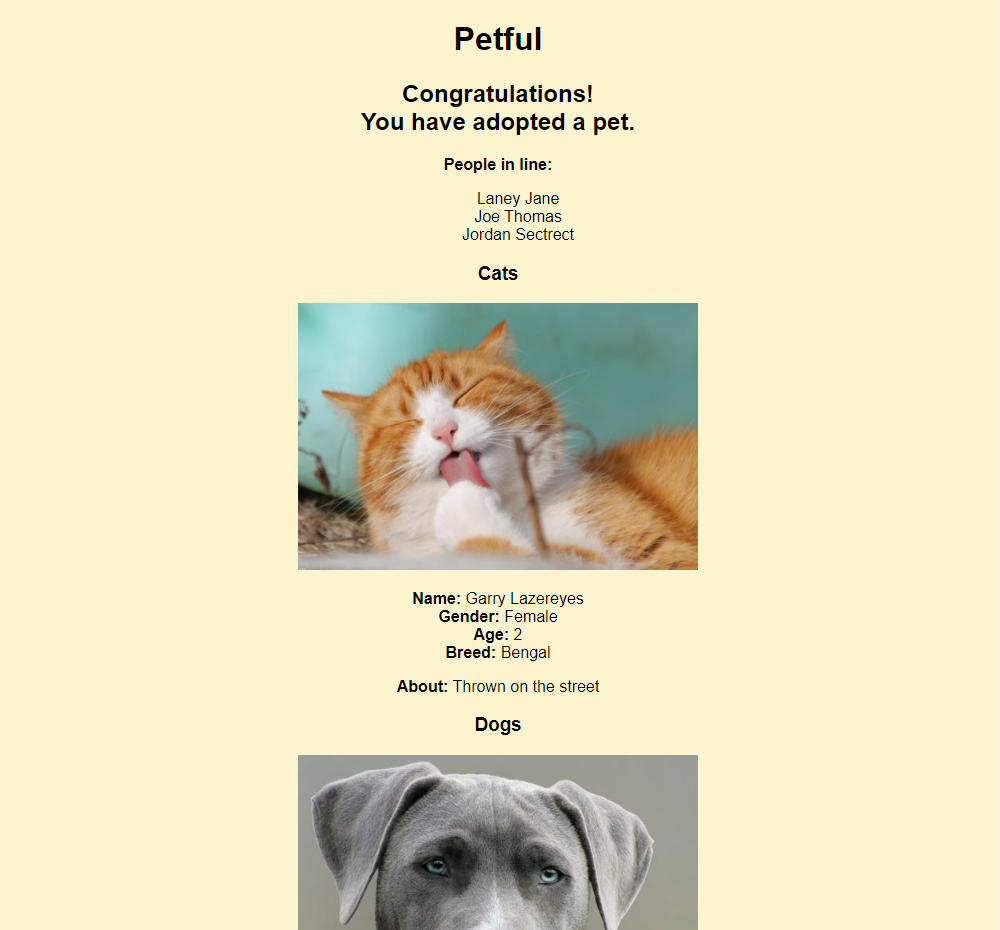 Petful
Congratulations!
You have adopted a pet.
People in line:
Laney Jane
Joe Thomas
Jordan Sectrect
Cats
Name: Garry Lazereyes
Gender: Female
Age: 2
Breed: Bengal
About: Thrown on the street
Dogs